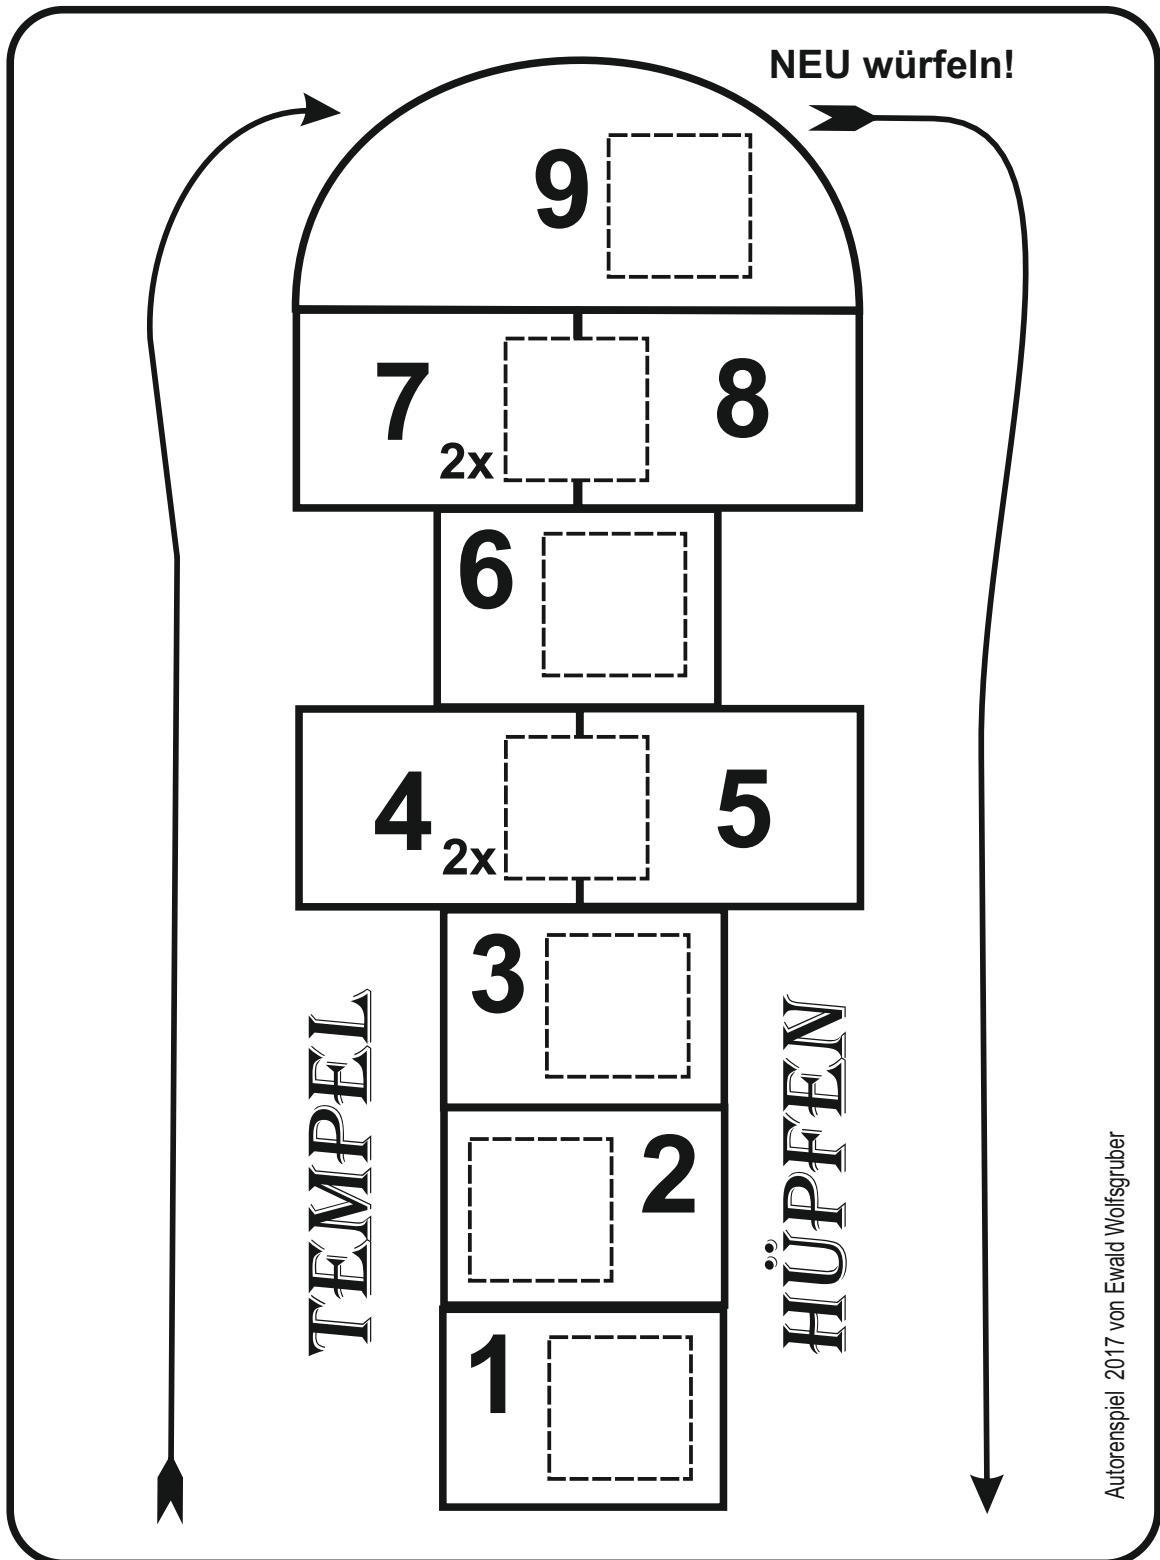 NEU würfeln!
9
7 2x 8
6
4 2x 5
3
2
1
TEMPEL
HÜPFEN
Autorenspiel 2017 von Ewald Wolfsgruber